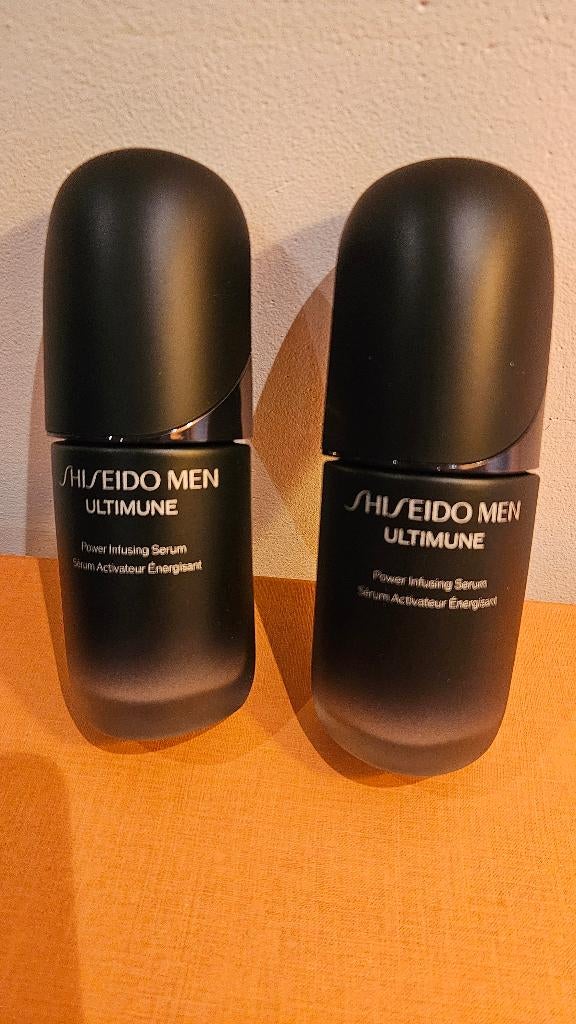 SHISEIDO MEN
ULTIMUNE
Power Infusing Serum
Sérum Activateur Énergisant
SHISEIDO MEN
ULTIMUNE
Power Infusing Serum
Sérum Activateur Énergisant